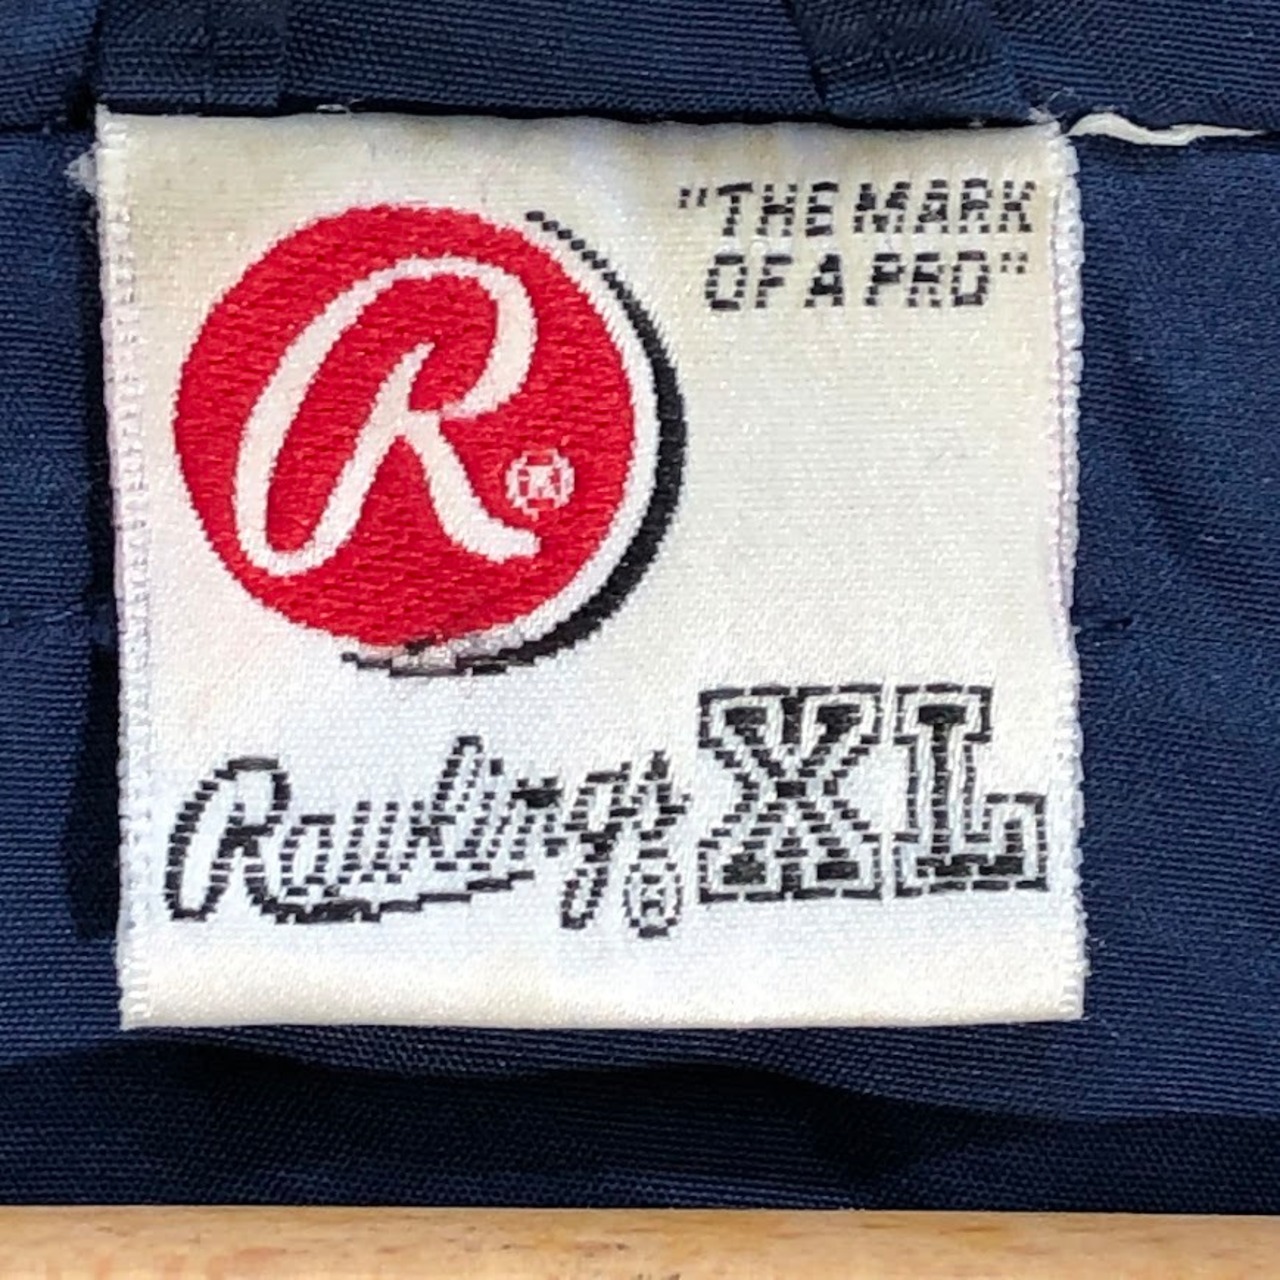 "THE MARK
OF A PRO"
R®
Rawlings® XL